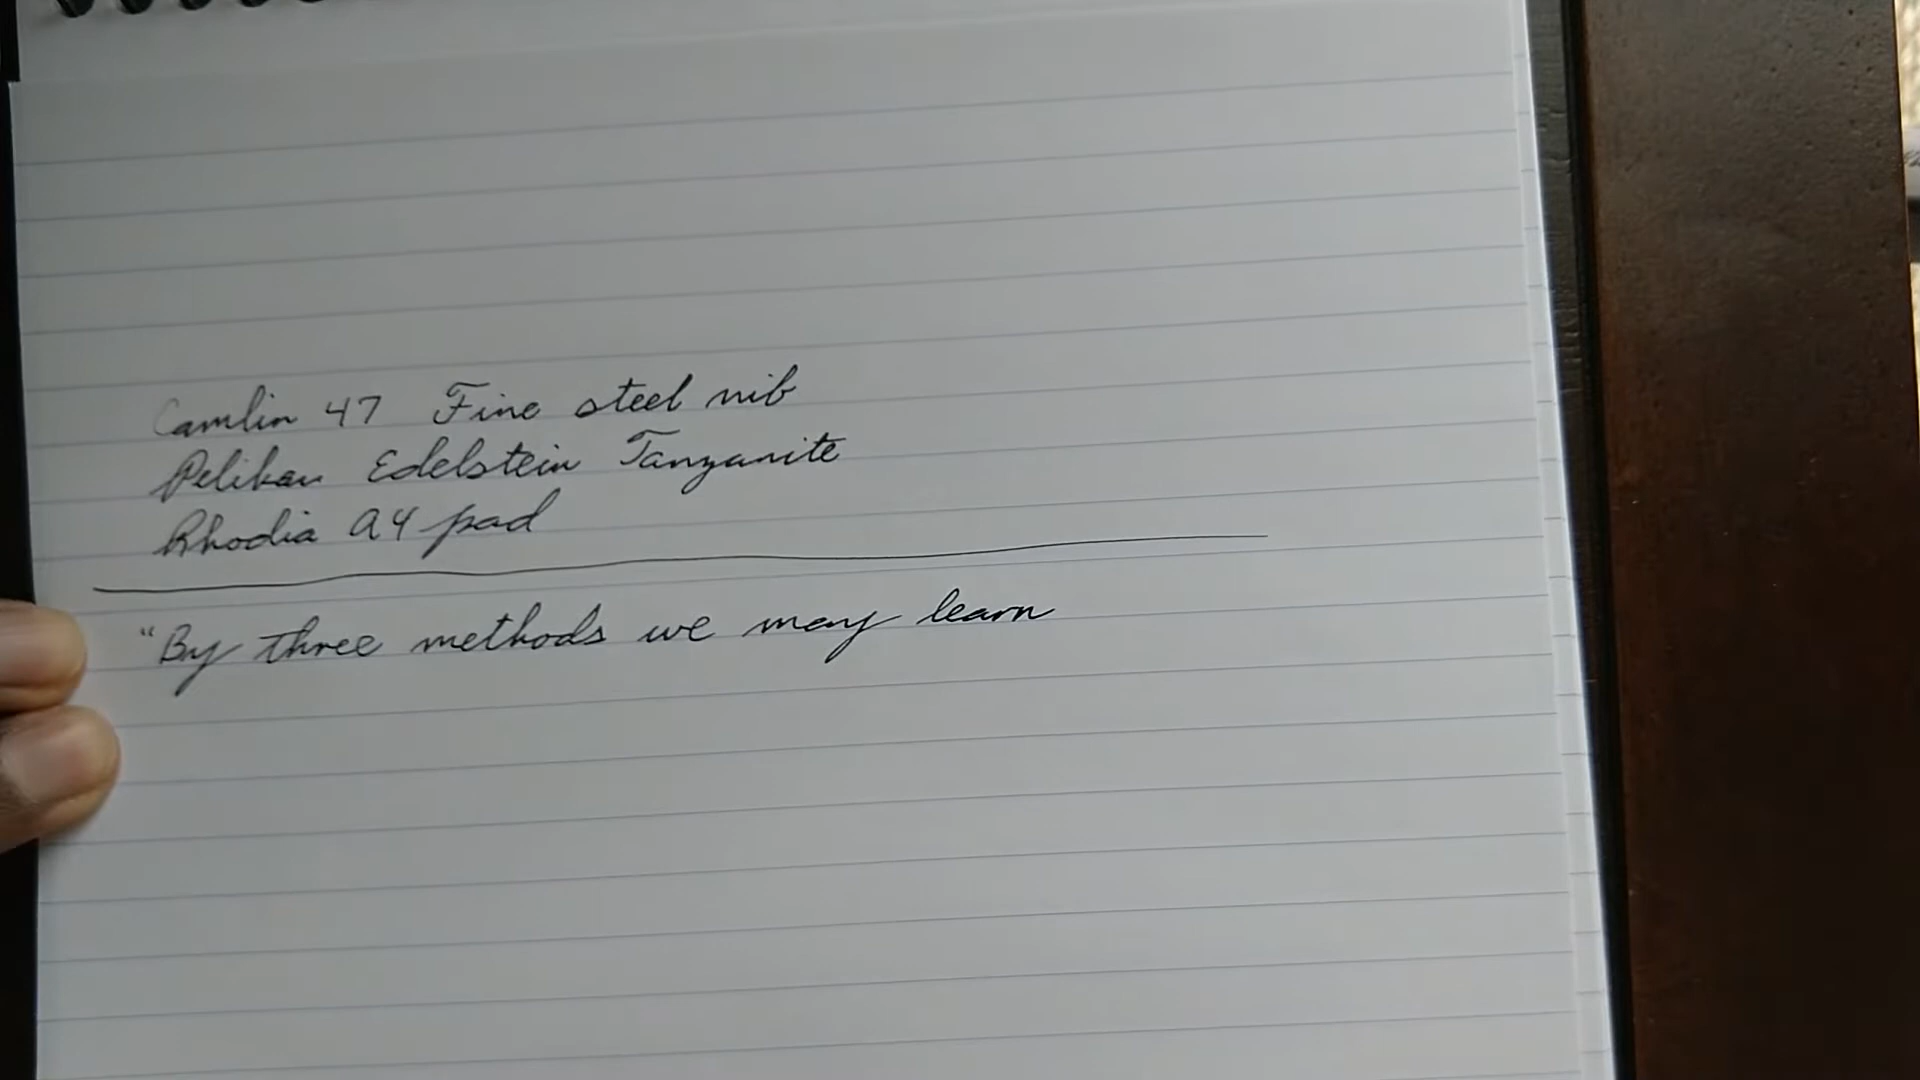 Camlin 47 Fine steel nib
Pelikan Edelstein Tanzanite
Rhodia A4 pad
"By three methods we may learn